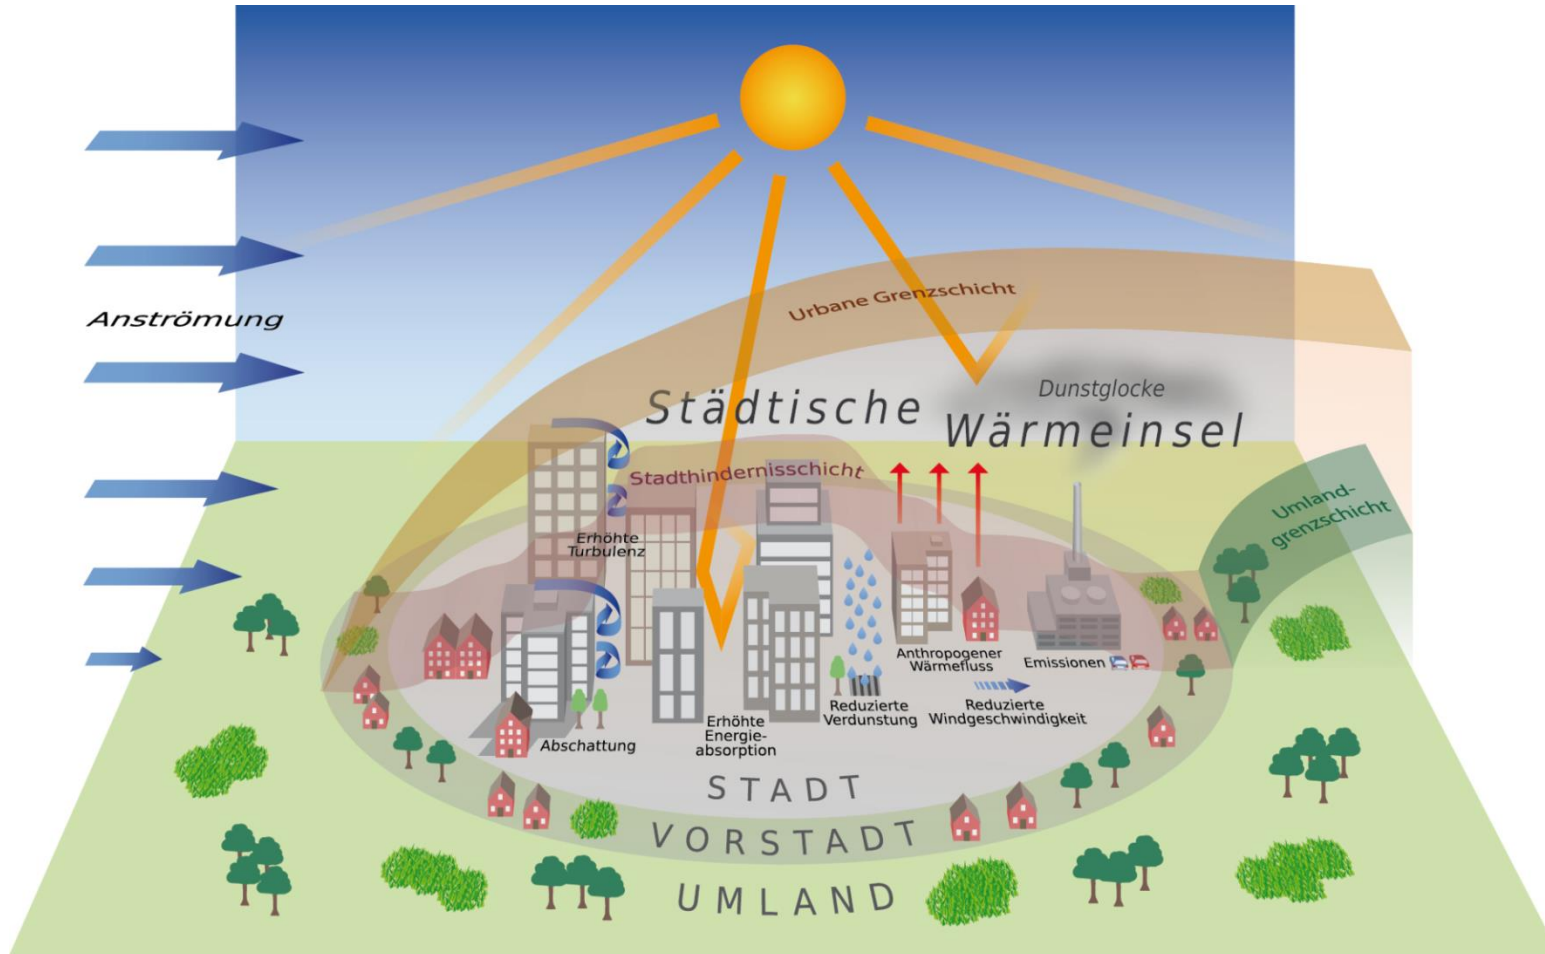 Anströmung
Urbane Grenzschicht
Dunstglocke
Städtische
Wärmeinsel
Stadthindernisschicht
Umland-
grenzschicht
Erhöhte
Turbulenz
Anthropogener
Wärmefluss
Emissionen
Reduzierte
Verdunstung
Reduzierte
Windgeschwindigkeit
Erhöhte
Energie-
absorption
Abschattung
STADT
VORSTADT
UMLAND